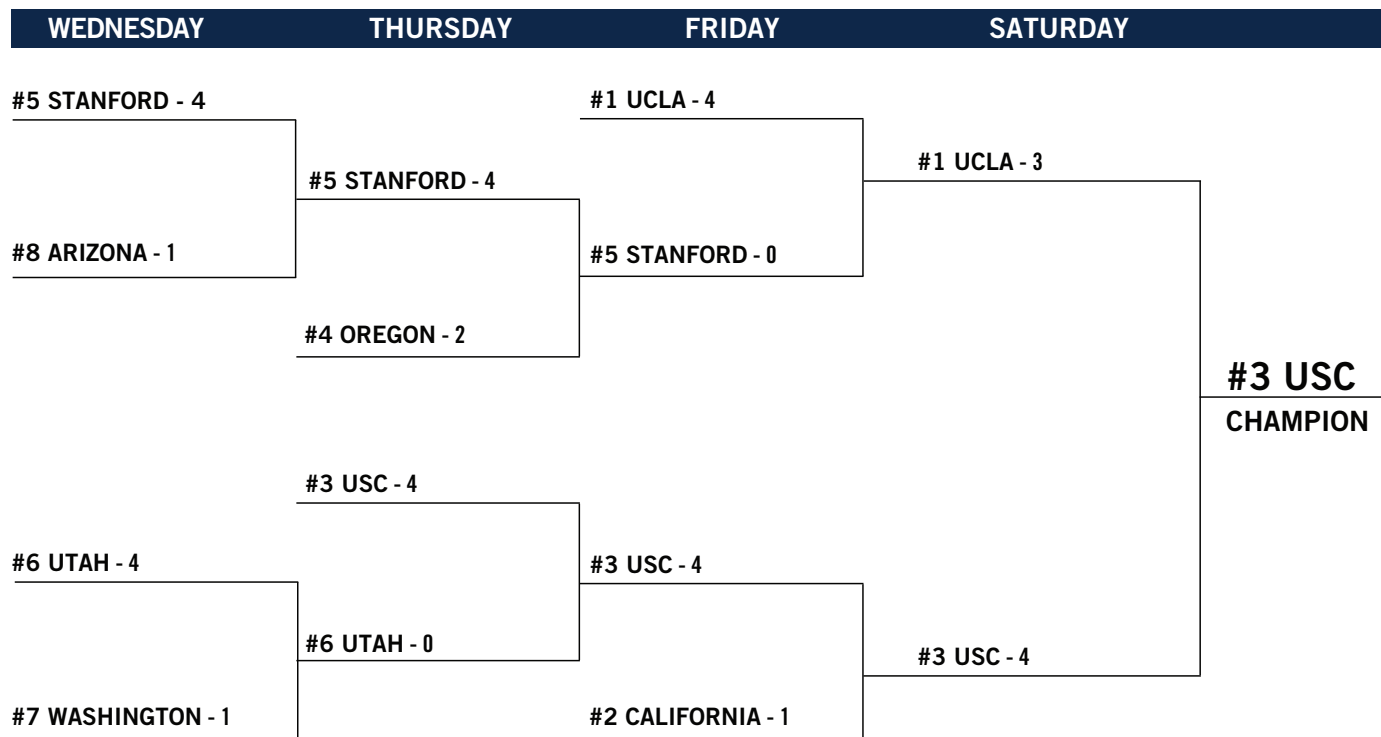 WEDNESDAY THURSDAY FRIDAY SATURDAY
#5 STANFORD - 4
#1 UCLA - 4
#1 UCLA - 3
#5 STANFORD - 4
#8 ARIZONA - 1
#5 STANFORD - 0
#4 OREGON - 2
#3 USC
CHAMPION
#3 USC - 4
#6 UTAH - 4
#3 USC - 4
#6 UTAH - 0
#3 USC - 4
#7 WASHINGTON - 1
#2 CALIFORNIA - 1